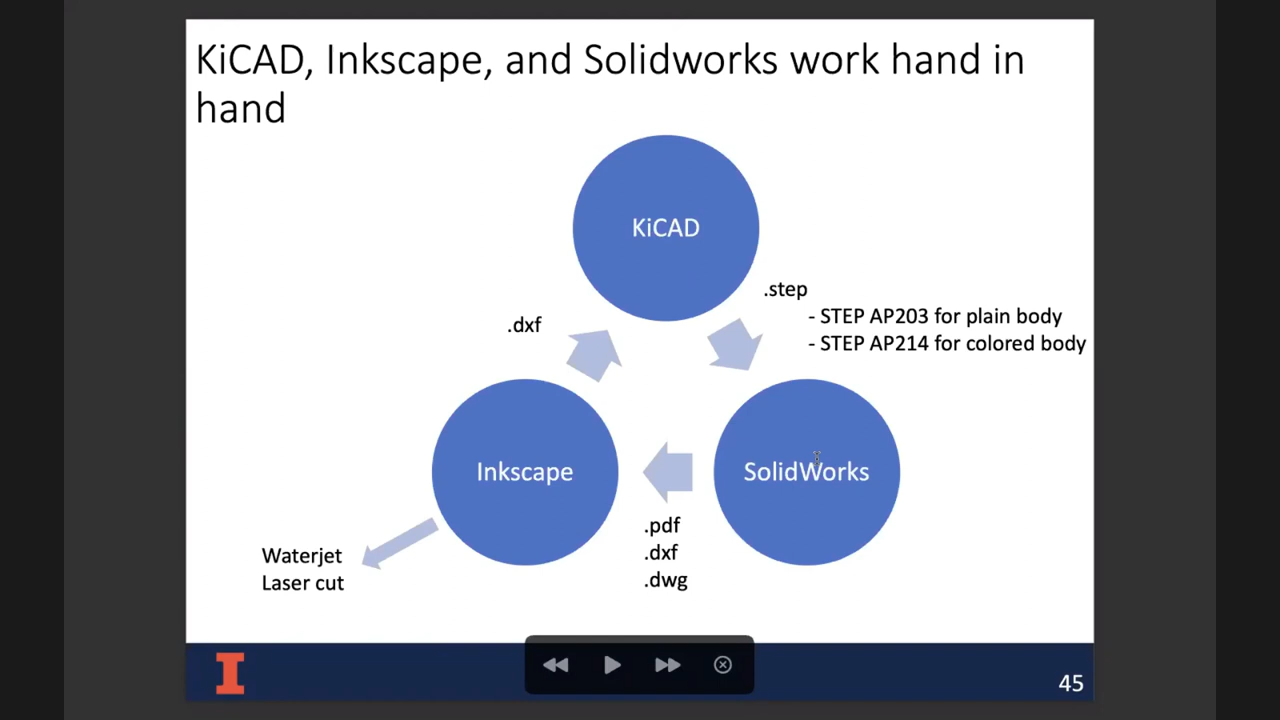 KiCAD, Inkscape, and Solidworks work hand in
hand
KiCAD
.step
- STEP AP203 for plain body
- STEP AP214 for colored body
.dxf
Inkscape
SolidWorks
.pdf
.dxf
.dwg
Waterjet
Laser cut
I
45